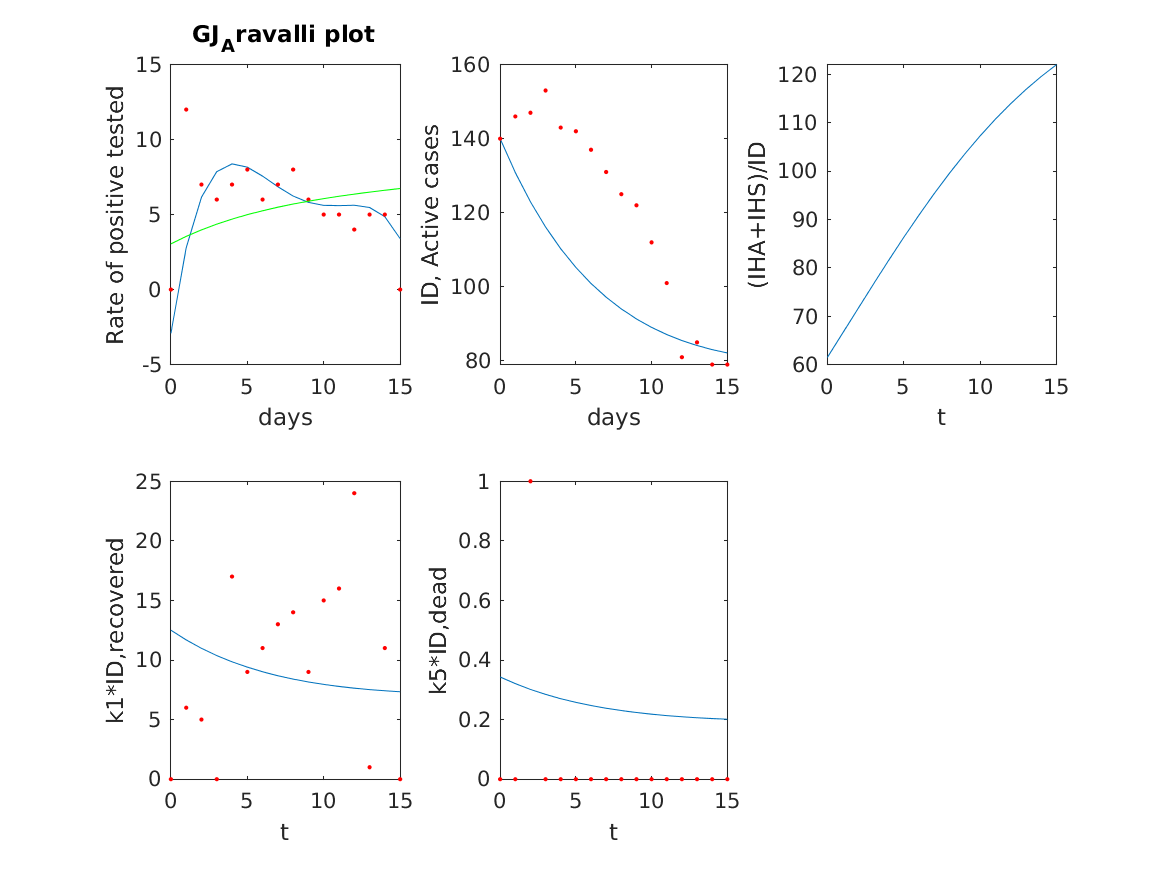 GJAravalli plot
15
10
5
0
-5
0 5 10 15
Rate of positive tested
days
160
140
120
100
80
0 5 10 15
ID, Active cases
days
120
110
100
90
80
70
60
0 5 10 15
(IHA+IHS)/ID
t
25
20
15
10
5
0
0 5 10 15
k1*ID,recovered
t
1
0.8
0.6
0.4
0.2
0
0 5 10 15
k5*ID,dead
t